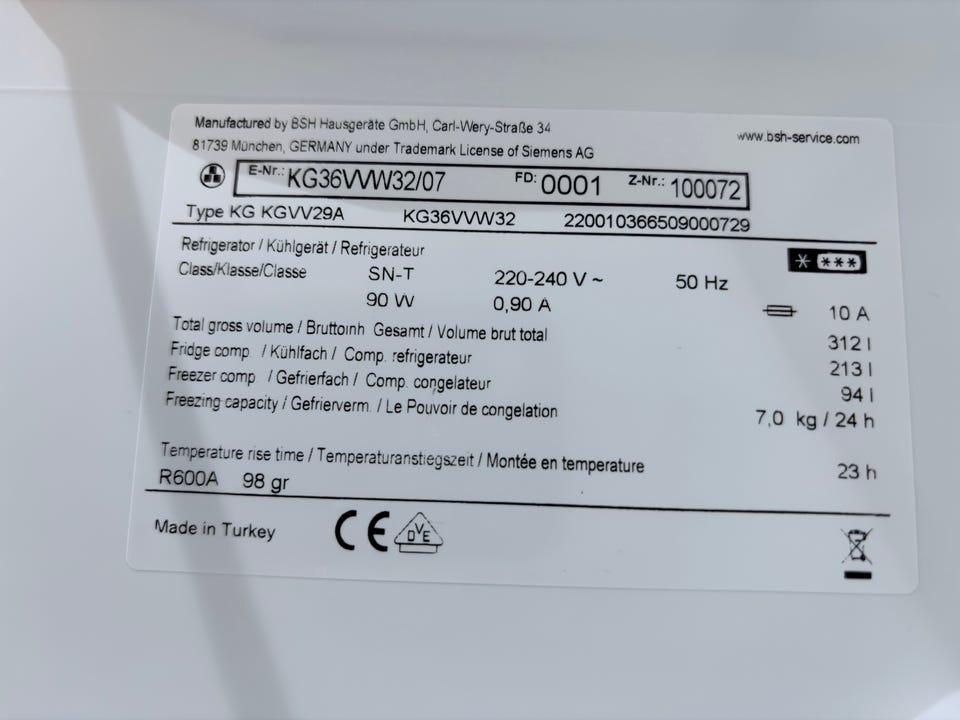 Manufactured by BSH Hausgeräte GmbH, Carl-Wery-Straße 34
www.bsh-service.com
81739 München, GERMANY under Trademark License of Siemens AG
E-Nr.: KG36VVW32/07 FD: 0001 Z-Nr.: 100072
Type KG KGVV29A KG36VVW32 220010366509000729
Refrigerator / Kühlgerät / Refrigerateur
Class/Klasse/Classe SN-T 220-240 V ~ 50 Hz
90 W 0,90 A 10 A
Total gross volume / Bruttoinh Gesamt / Volume brut total 312 l
Fridge comp. / Kühlfach / Comp. refrigerateur 213 l
Freezer comp / Gefrierfach / Comp. congelateur 94 l
Freezing capacity / Gefrierverm. / Le Pouvoir de congelation 7,0 kg / 24 h
Temperature rise time / Temperaturanstiegszeit / Montée en temperature 23 h
R600A 98 gr
Made in Turkey CE DVE